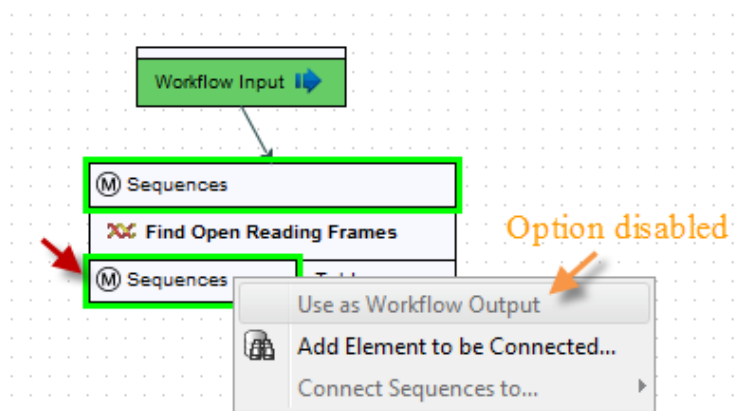 Workflow Input
M Sequences
Find Open Reading Frames
Option disabled
M Sequences
Use as Workflow Output
Add Element to be Connected...
Connect Sequences to...